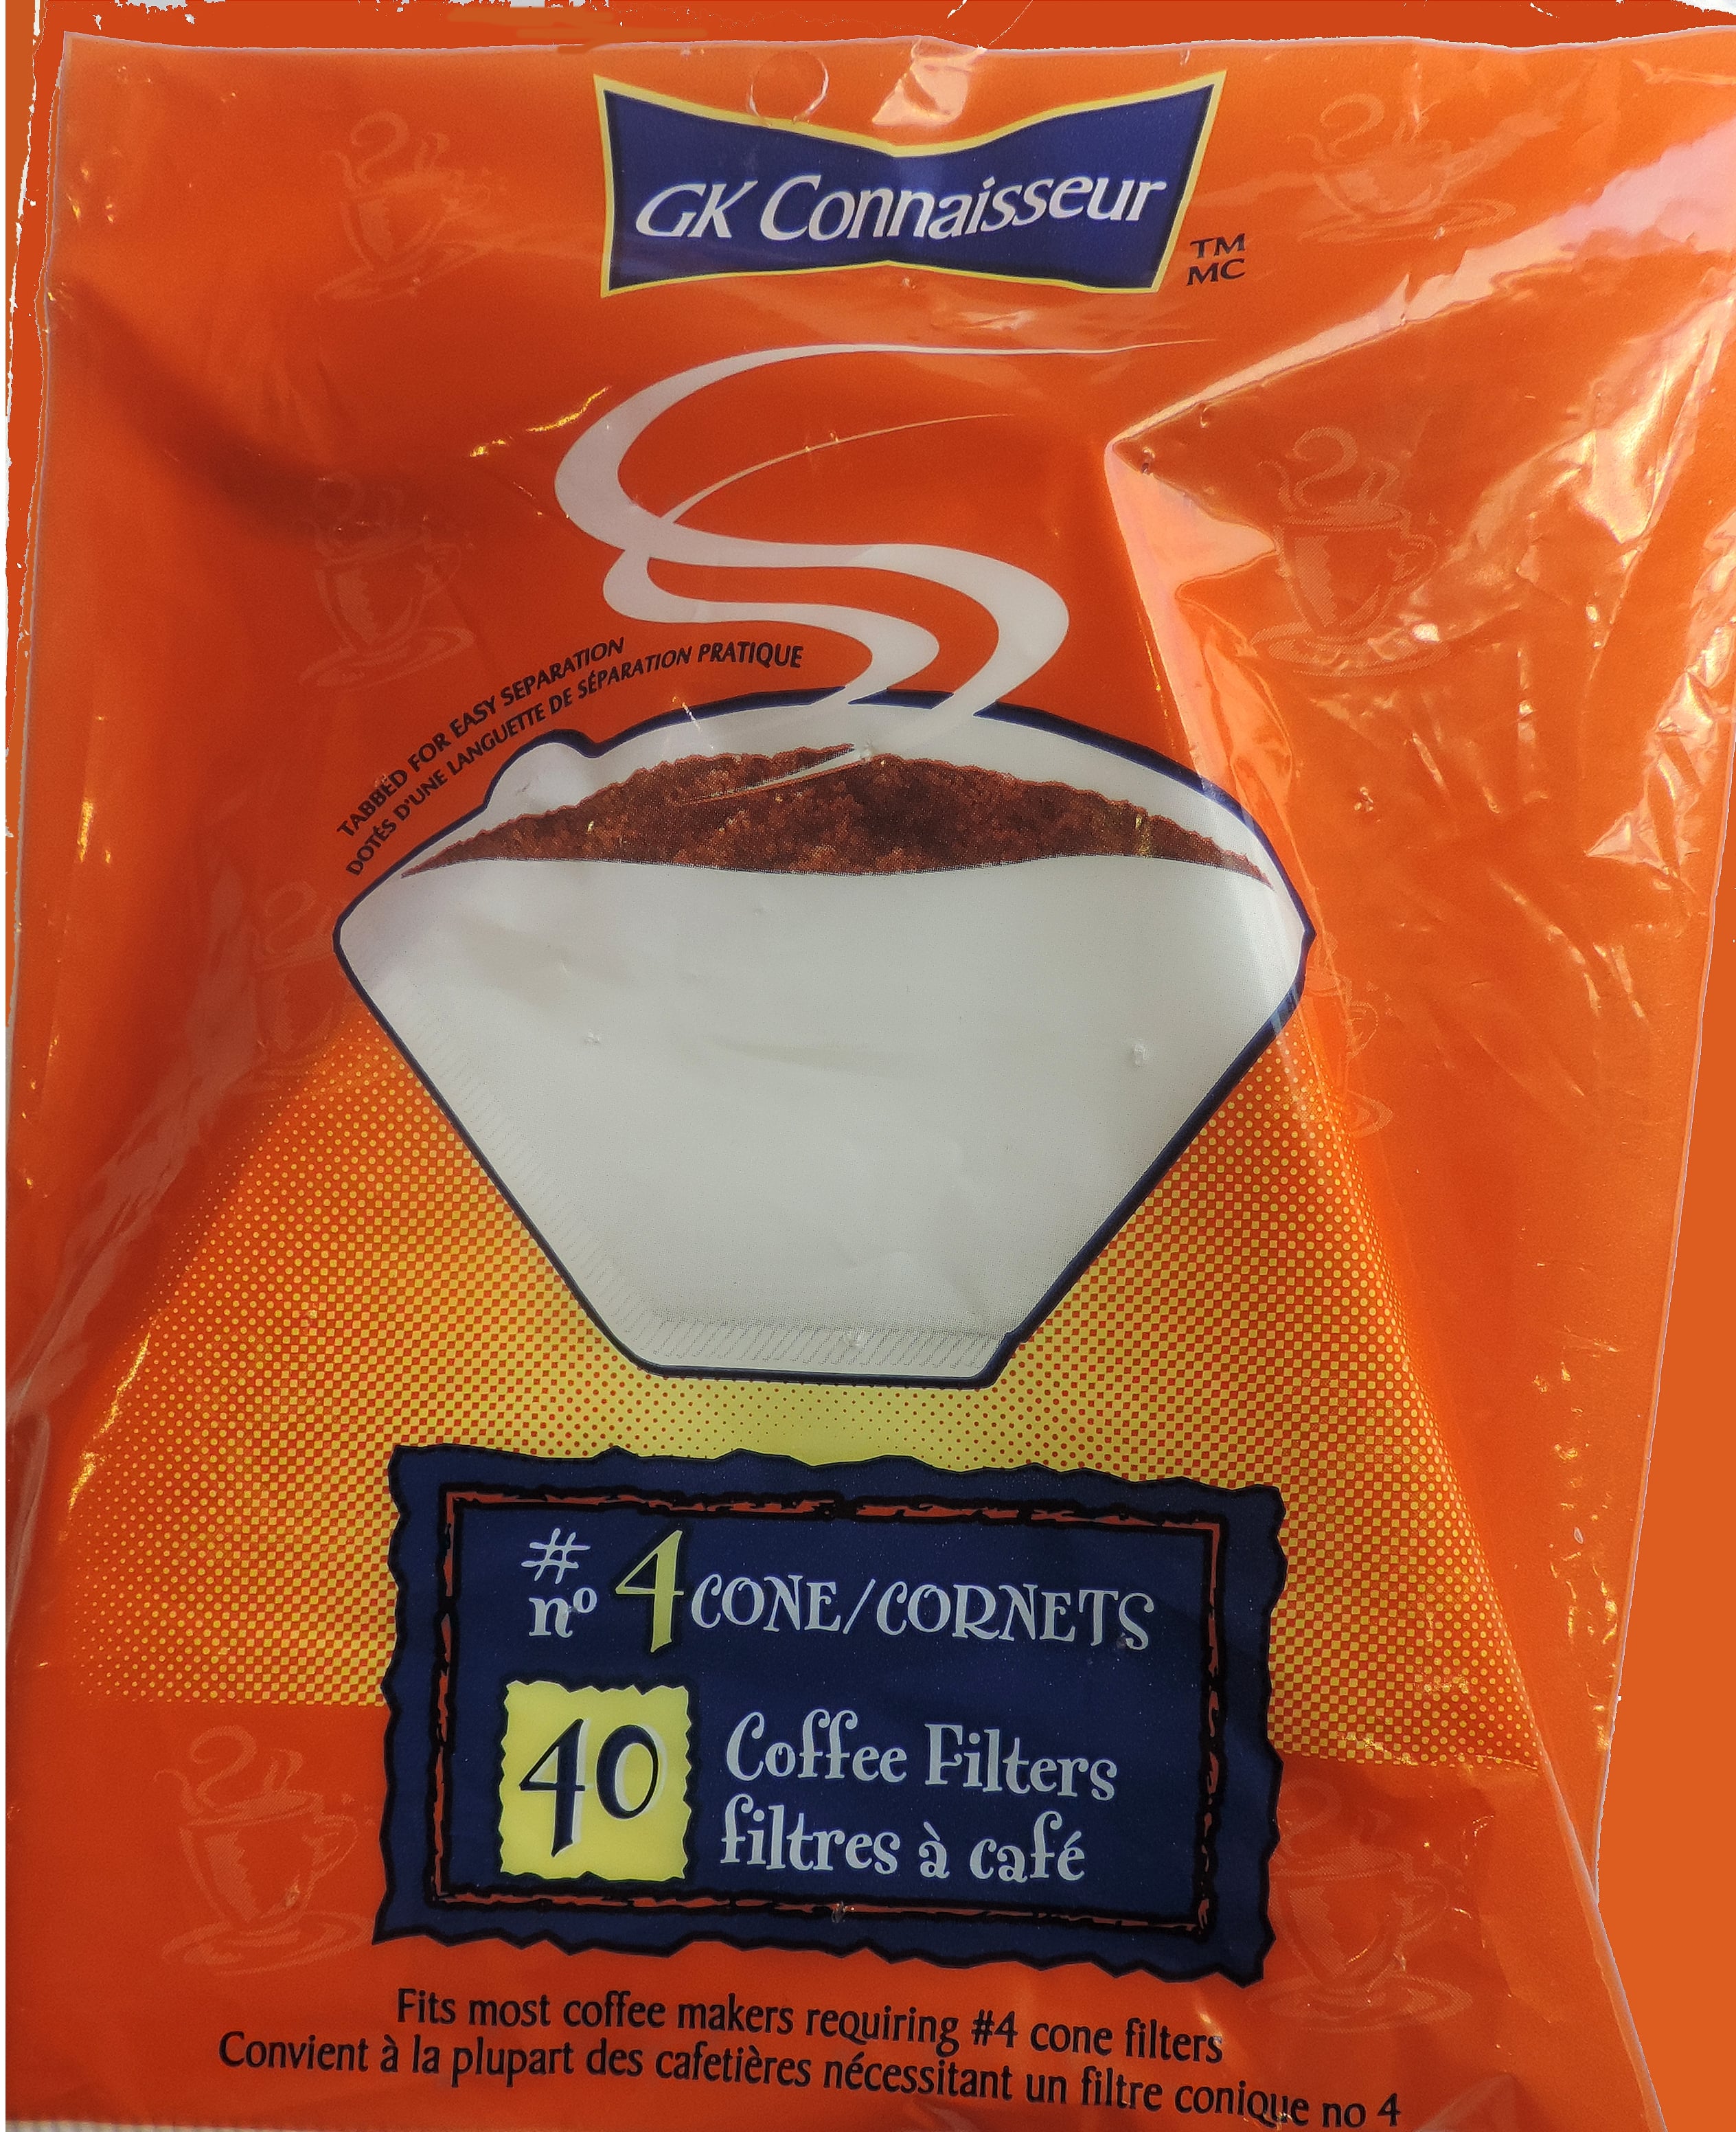 GK Connaisseur
TM
MC
TABBED FOR EASY SEPARATION
DOTÉS D'UNE LANGUETTE DE SÉPARATION PRATIQUE
#
nº 4 CONE/CORNETS
40 Coffee Filters
filtres à café
Fits most coffee makers requiring #4 cone filters
Convient à la plupart des cafetières nécessitant un filtre conique no 4